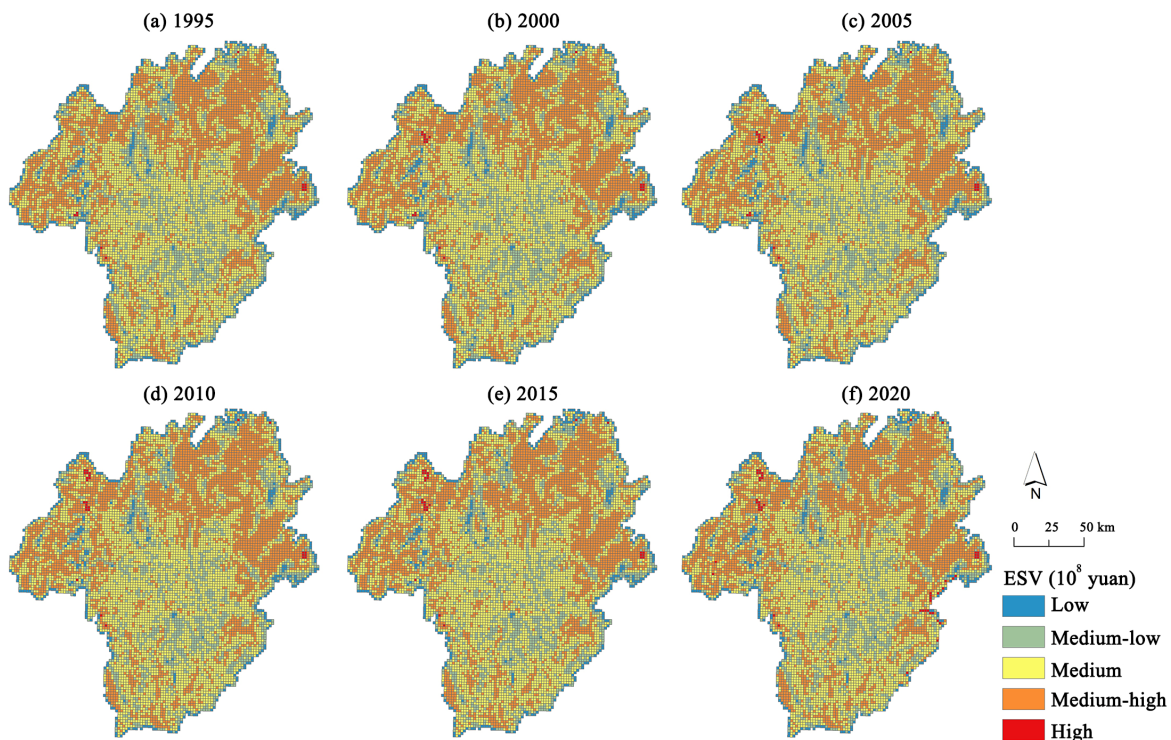 (a) 1995
(b) 2000
(c) 2005
(d) 2010
(e) 2015
(f) 2020
N
0 25 50 km
ESV (10⁸ yuan)
Low
Medium-low
Medium
Medium-high
High